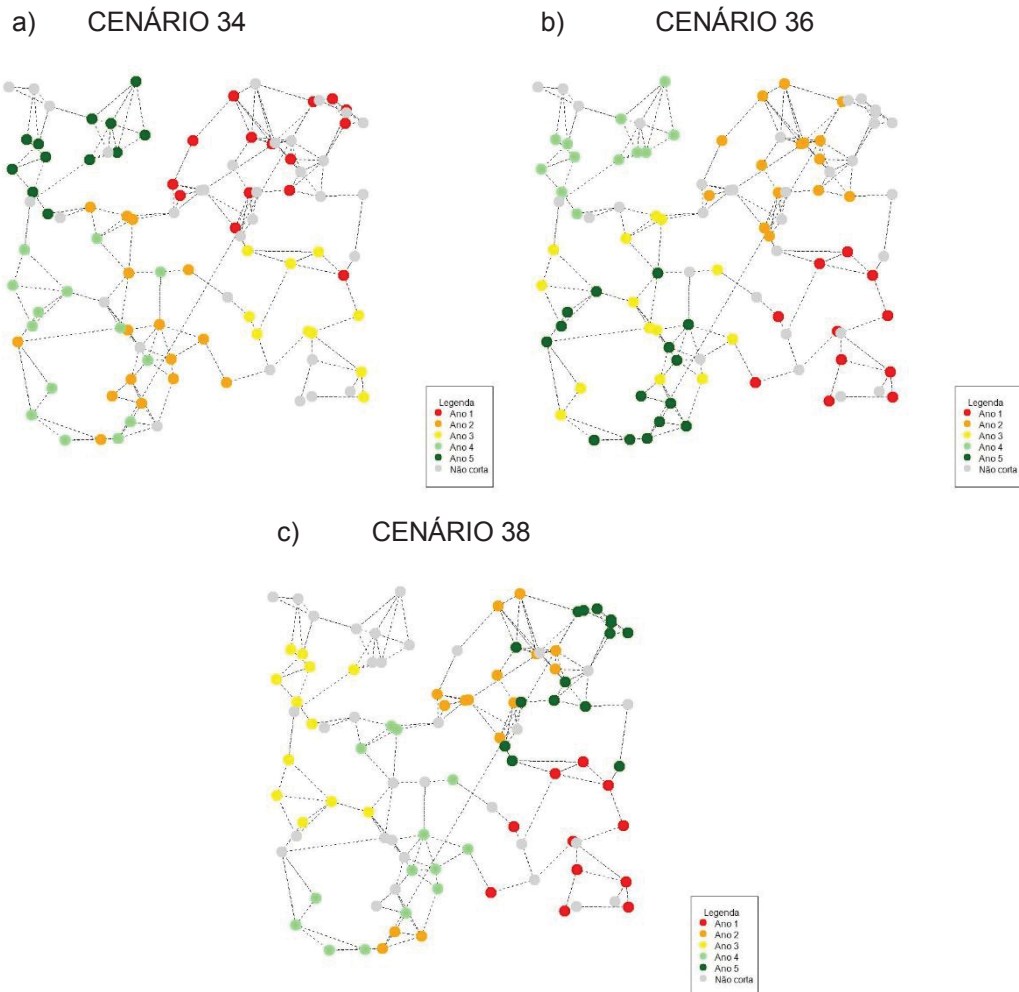 a) CENÁRIO 34
b) CENÁRIO 36
Legenda
Ano 1
Ano 2
Ano 3
Ano 4
Ano 5
Não corta
Legenda
Ano 1
Ano 2
Ano 3
Ano 4
Ano 5
Não corta
c) CENÁRIO 38
Legenda
Ano 1
Ano 2
Ano 3
Ano 4
Ano 5
Não corta